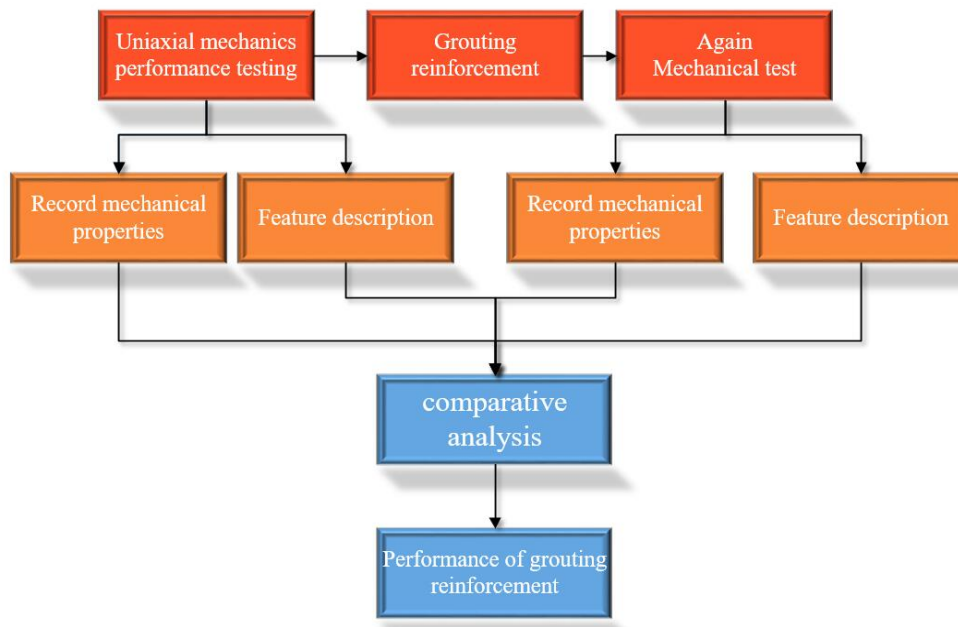 Uniaxial mechanics
performance testing
Grouting
reinforcement
Again
Mechanical test
Record mechanical
properties
Feature description
Record mechanical
properties
Feature description
comparative
analysis
Performance of grouting
reinforcement